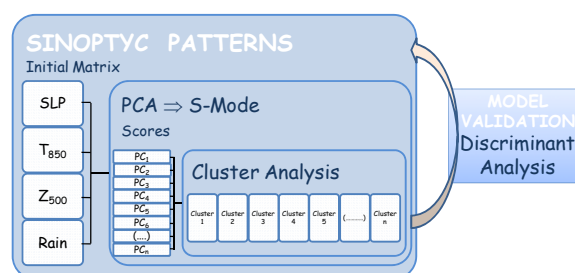 SINOPTYC PATTERNS
Initial Matrix
SLP
T850
Z500
Rain
PCA ⇒ S-Mode
Scores
PC1
PC2
PC3
PC4
PC5
PC6
(.....)
PCn
Cluster Analysis
Cluster 1
Cluster 2
Cluster 3
Cluster 4
Cluster 5
(..........)
Cluster n
MODEL
VALIDATION
Discriminant
Analysis